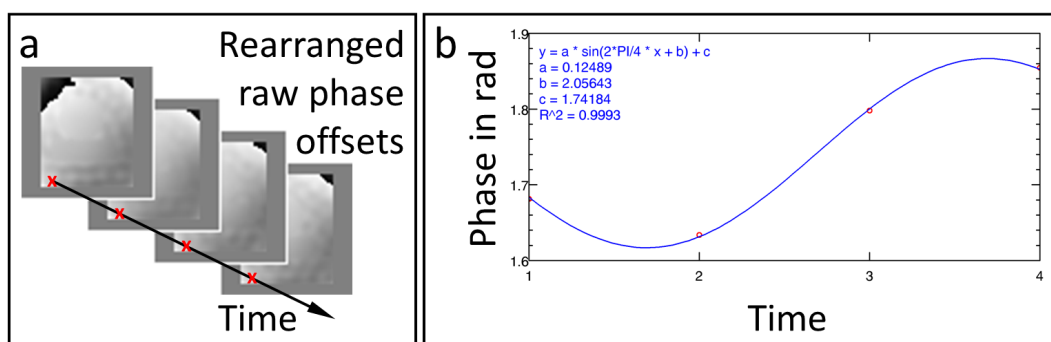 a
Rearranged
raw phase
offsets
x
x
x
x
Time
b
Phase in rad
1.9
1.8
1.7
1.6
y = a * sin(2*PI/4 * x + b) + c
a = 0.12489
b = 2.05643
c = 1.74184
R^2 = 0.9993
1 2 3 4
Time